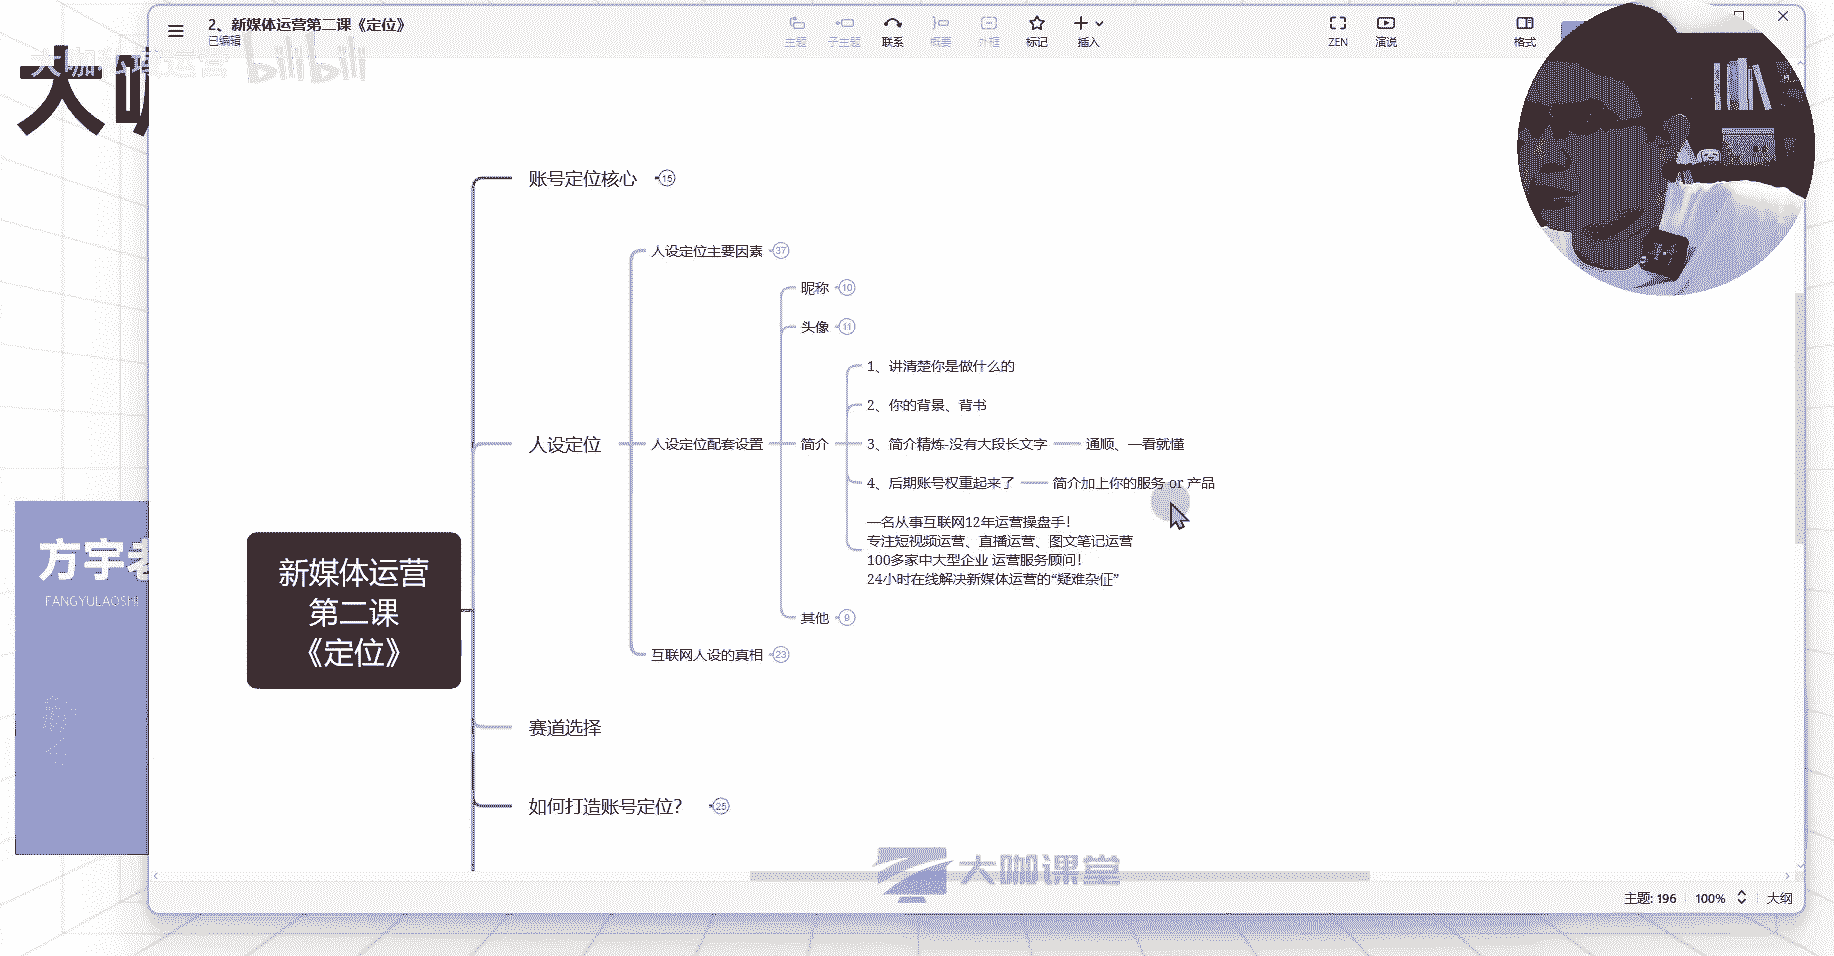 2、新媒体运营第二课《定位》
已编辑
主题
子主题
联系
概要
外框
标记
插入
ZEN
演说
格式
大咖私域运营
bilibili
大咖
账号定位核心 15
人设定位主要因素 37
昵称 10
头像 11
1、讲清楚你是做什么的
2、你的背景、背书
人设定位
人设定位配套设置
简介
3、简介精炼-没有大段长文字
通顺、一看就懂
4、后期账号权重起来了
简介加上你的服务 or 产品
一名从事互联网12年运营操盘手!
专注短视频运营、直播运营、图文笔记运营
100多家中大型企业 运营服务顾问!
24小时在线解决新媒体运营的“疑难杂症”
其他 9
互联网人设的真相 23
新媒体运营
第二课
《定位》
方宇老
FANGYULAOSHI
赛道选择
如何打造账号定位? 25
大咖课堂
主题: 196
100%
大纲